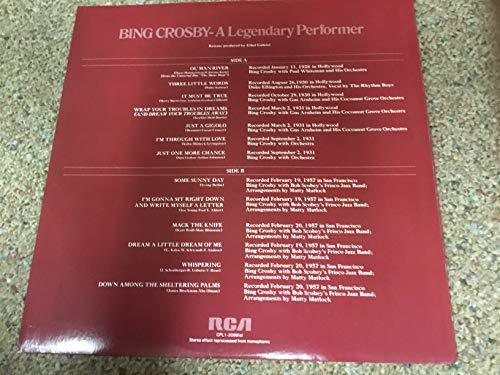 BING CROSBY-A Legendary Performer
Release produced by Ethel Gabriel
SIDE A
OL' MAN RIVER
Recorded January 11, 1928 in Hollywood
Bing Crosby with Paul Whiteman and His Orchestra
THREE LITTLE WORDS
Recorded August 26, 1930 in Hollywood
Duke Ellington and His Orchestra, Vocal by The Rhythm Boys
IT MUST BE TRUE
Recorded October 29, 1930 in Hollywood
Bing Crosby with Gus Arnheim and His Cocoanut Grove Orchestra
WRAP YOUR TROUBLES IN DREAMS
(AND DREAM YOUR TROUBLES AWAY)
Recorded March 2, 1931 in Hollywood
Bing Crosby with Gus Arnheim and His Cocoanut Grove Orchestra
JUST A GIGOLO
Recorded March 2, 1931 in Hollywood
Bing Crosby with Gus Arnheim and His Cocoanut Grove Orchestra
I'M THROUGH WITH LOVE
Recorded September 2, 1931
Bing Crosby with Orchestra
JUST ONE MORE CHANCE
Recorded September 2, 1931
Bing Crosby with Orchestra
SIDE B
SOME SUNNY DAY
(Irving Berlin)
Recorded February 19, 1957 in San Francisco
Bing Crosby with Bob Scobey's Frisco Jazz Band;
Arrangements by Matty Matlock
I'M GONNA SIT RIGHT DOWN
AND WRITE MYSELF A LETTER
Recorded February 19, 1957 in San Francisco
Bing Crosby with Bob Scobey's Frisco Jazz Band;
Arrangements by Matty Matlock
MACK THE KNIFE
Recorded February 20, 1957 in San Francisco
Bing Crosby with Bob Scobey's Frisco Jazz Band;
Arrangements by Matty Matlock
DREAM A LITTLE DREAM OF ME
Recorded February 19, 1957 in San Francisco
Bing Crosby with Bob Scobey's Frisco Jazz Band;
Arrangements by Matty Matlock
WHISPERING
Recorded February 20, 1957 in San Francisco
Bing Crosby with Bob Scobey's Frisco Jazz Band;
Arrangements by Matty Matlock
DOWN AMONG THE SHELTERING PALMS
Recorded February 20, 1957 in San Francisco
Bing Crosby with Bob Scobey's Frisco Jazz Band;
Arrangements by Matty Matlock
RCA
Stereo effect reprocessed from monophonic